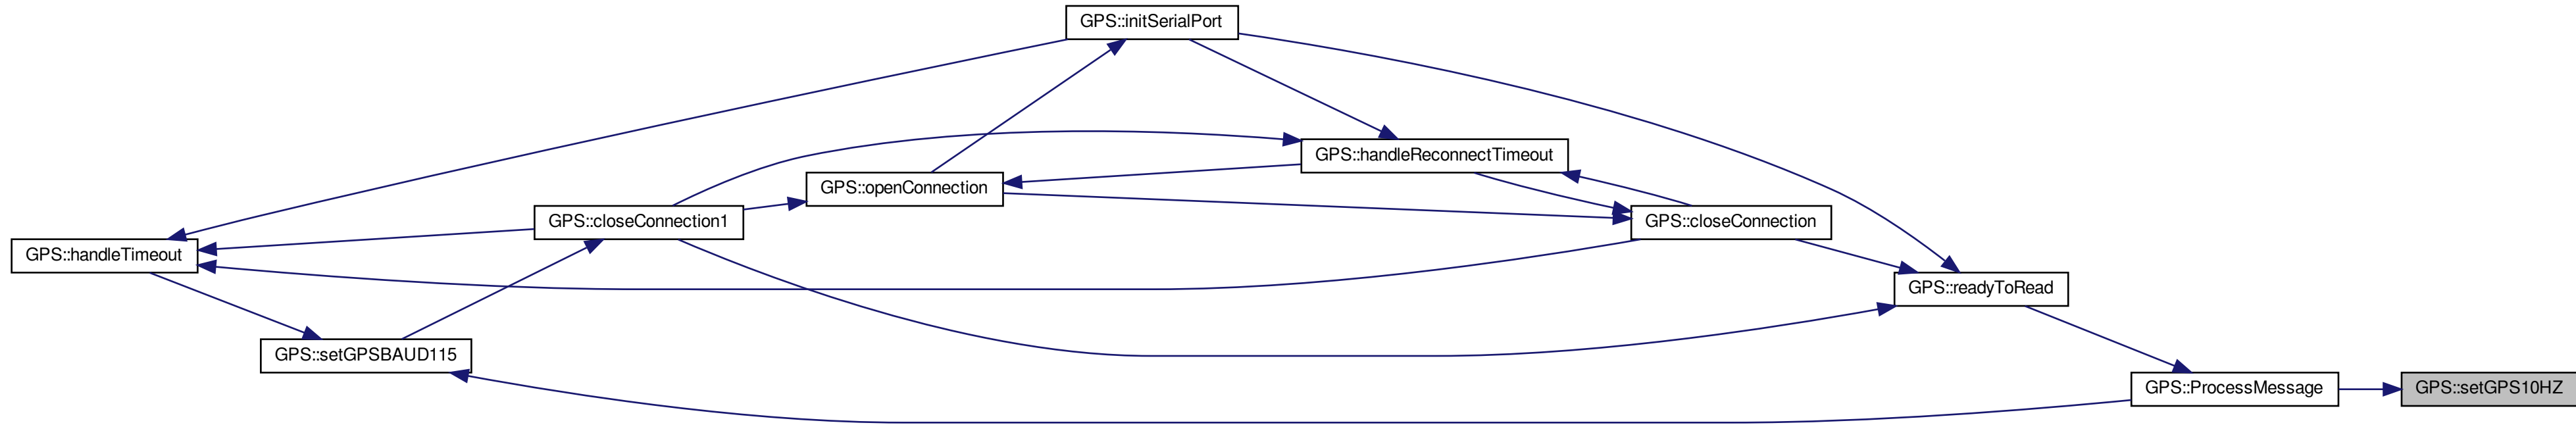 GPS::initSerialPort
GPS::handleReconnectTimeout
GPS::openConnection
GPS::closeConnection1
GPS::closeConnection
GPS::handleTimeout
GPS::readyToRead
GPS::setGPSBAUD115
GPS::ProcessMessage
GPS::setGPS10HZ